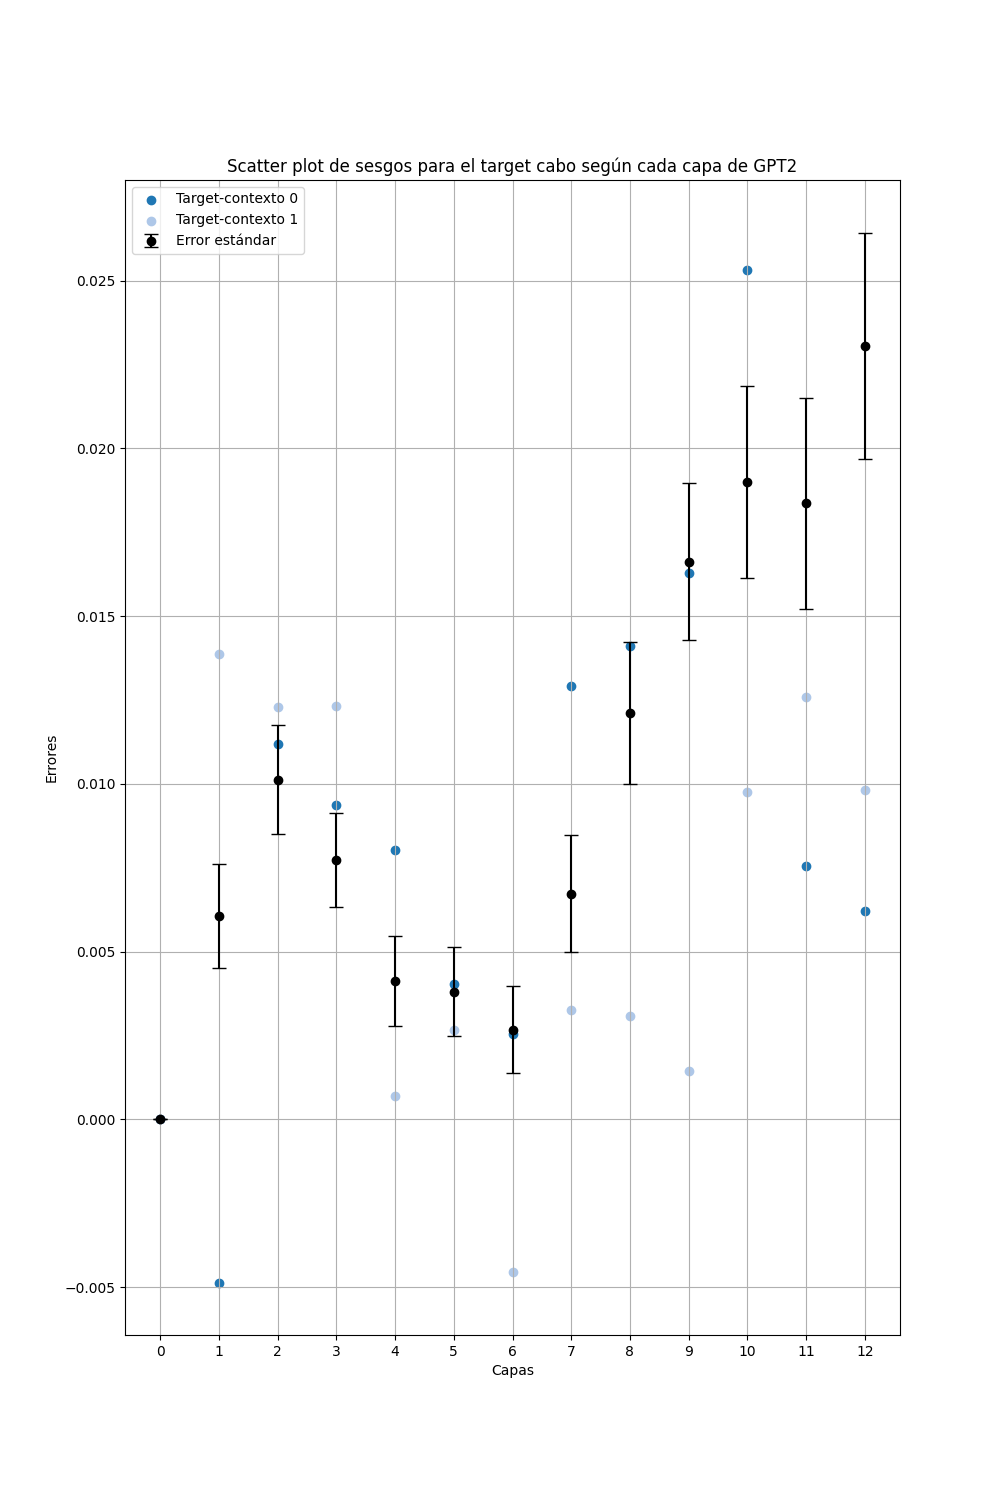 Scatter plot de sesgos para el target cabo según cada capa de GPT2
Target-contexto 0
Target-contexto 1
Error estándar
0.025
0.020
0.015
0.010
0.005
0.000
−0.005
Errores
0 1 2 3 4 5 6 7 8 9 10 11 12
Capas